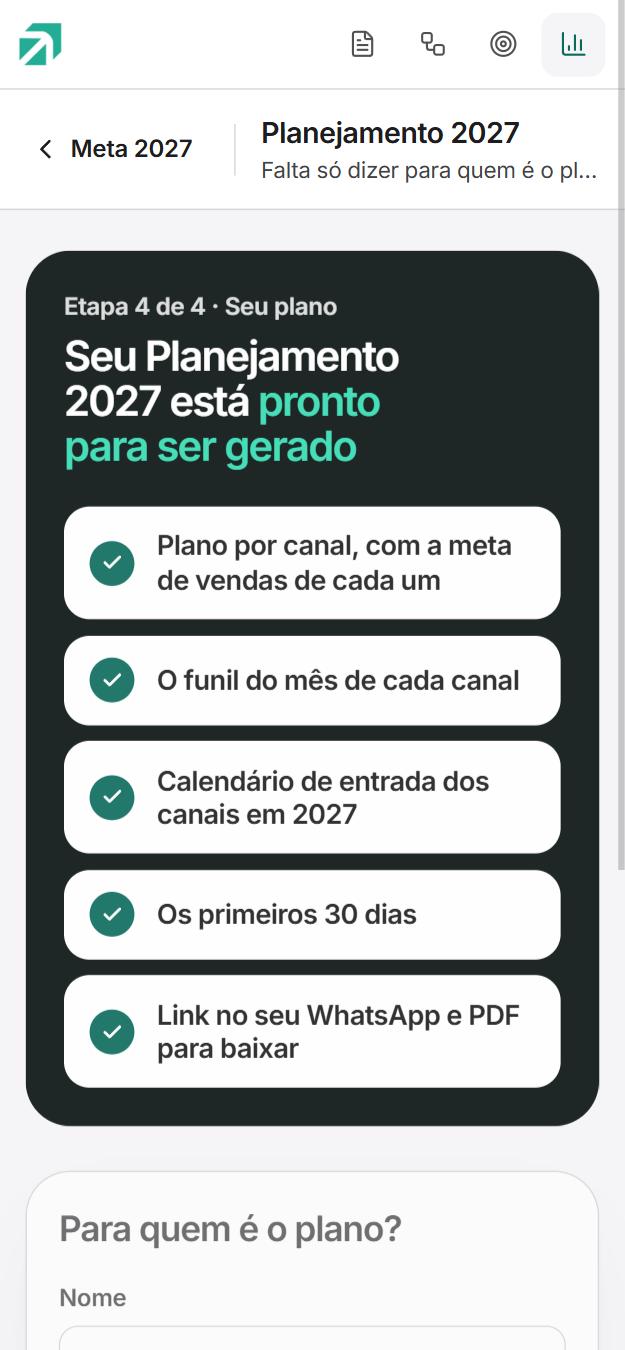 Meta 2027
Planejamento 2027
Falta só dizer para quem é o pl...
Etapa 4 de 4 · Seu plano
Seu Planejamento
2027 está pronto
para ser gerado
Plano por canal, com a meta
de vendas de cada um
O funil do mês de cada canal
Calendário de entrada dos
canais em 2027
Os primeiros 30 dias
Link no seu WhatsApp e PDF
para baixar
Para quem é o plano?
Nome